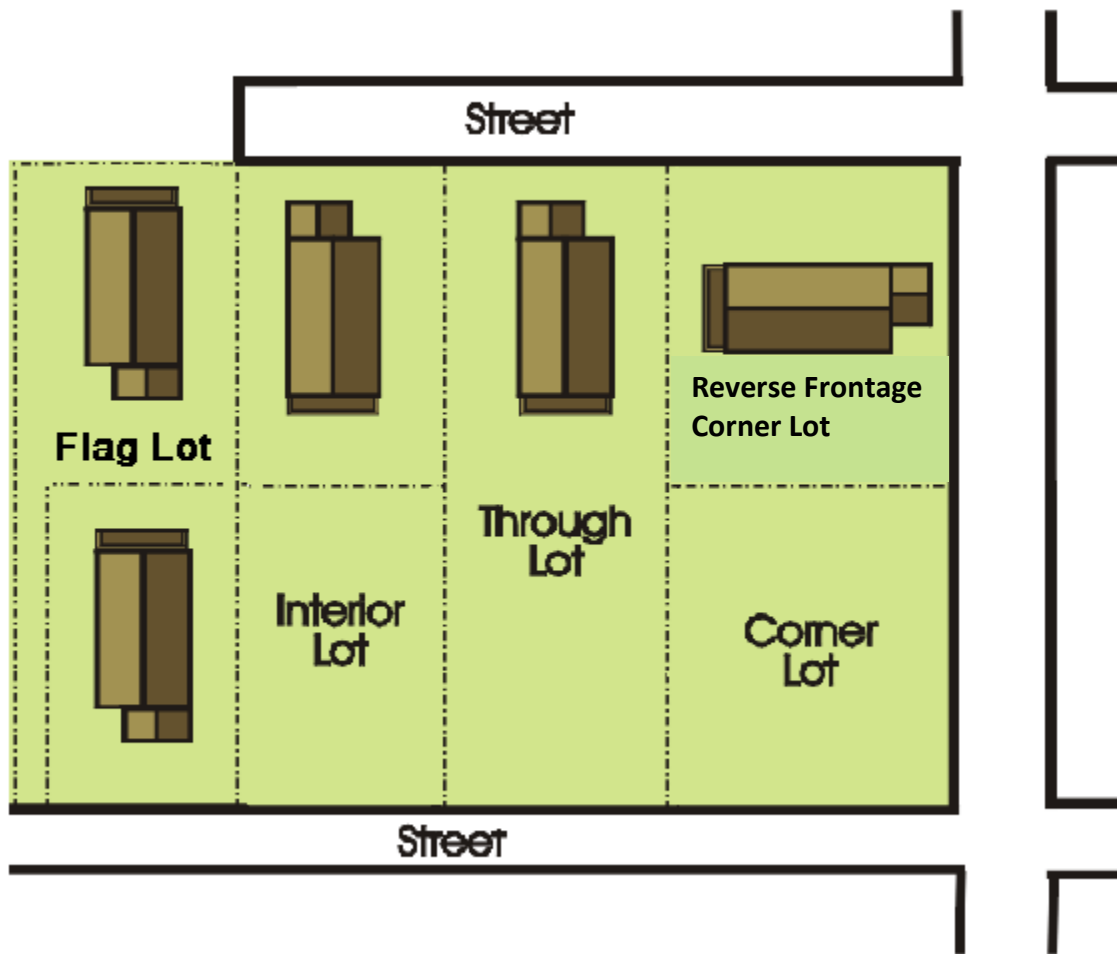 Street
Reverse Frontage
Corner Lot
Flag Lot
Through
Lot
Interior
Lot
Corner
Lot
Street